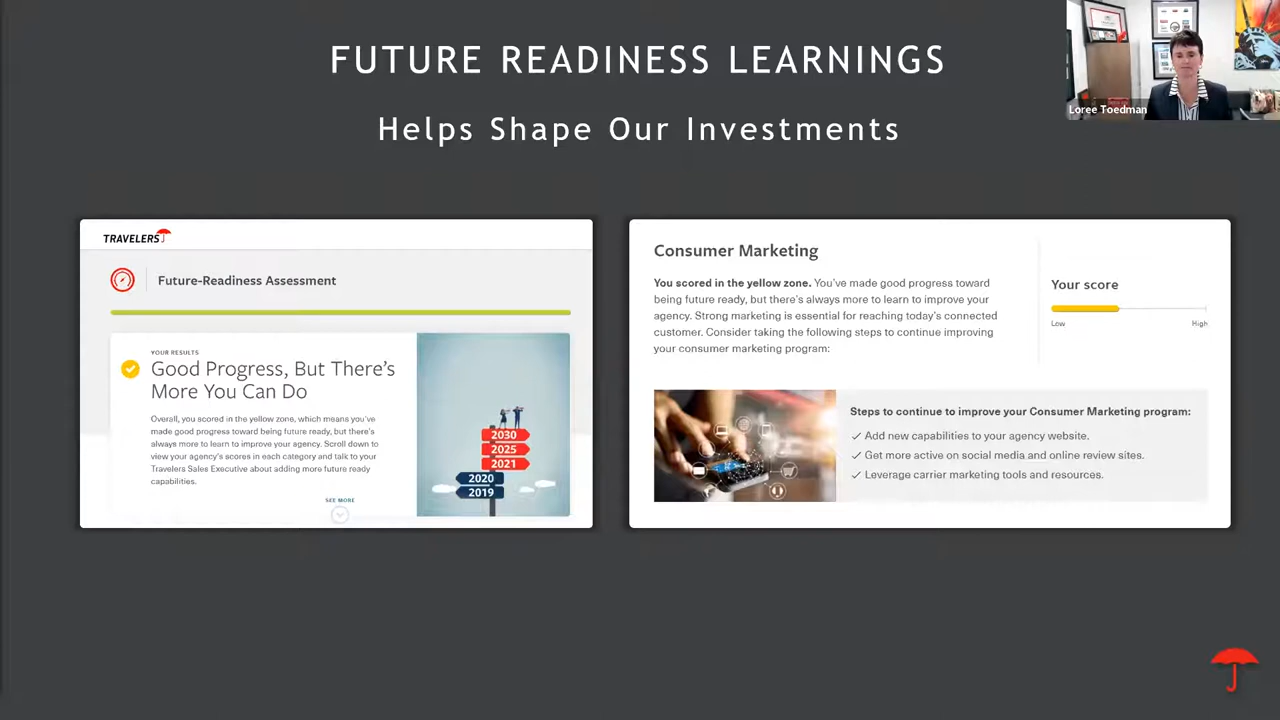 FUTURE READINESS LEARNINGS
Helps Shape Our Investments
Loree Toedman
TRAVELERS
Future-Readiness Assessment
YOUR RESULTS
Good Progress, But There's
More You Can Do
Overall, you scored in the yellow zone, which means you've
made good progress toward being future ready, but there's
always more to learn to improve your agency. Scroll down to
view your agency's scores in each category and talk to your
Travelers Sales Executive about adding more future ready
capabilities.
SEE MORE
2030
2025
2021
2020
2019
Consumer Marketing
You scored in the yellow zone. You've made good progress toward
being future ready, but there's always more to learn to improve your
agency. Strong marketing is essential for reaching today's connected
customer. Consider taking the following steps to continue improving
your consumer marketing program:
Your score
Low High
Steps to continue to improve your Consumer Marketing program:
Add new capabilities to your agency website.
Get more active on social media and online review sites.
Leverage carrier marketing tools and resources.